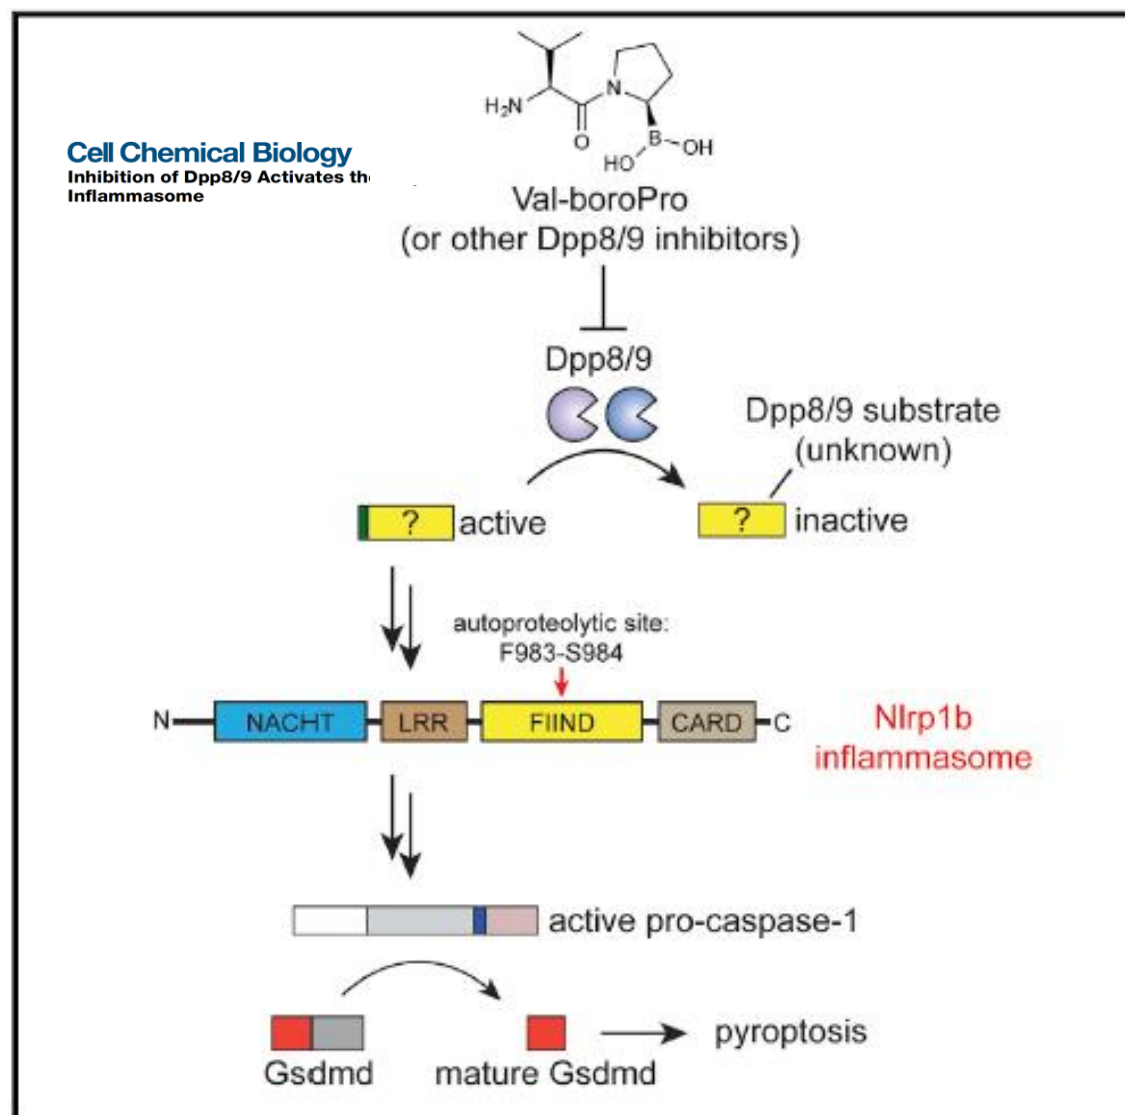 H₂N
N
O
B
OH
HO
Cell Chemical Biology
Inhibition of Dpp8/9 Activates
Inflammasome
Val-boroPro
(or other Dpp8/9 inhibitors)
Dpp8/9
Dpp8/9 substrate
(unknown)
? active
? inactive
autoproteolytic site:
F983-S984
N NACHT LRR FIIND CARD C
Nlrp1b
inflammasome
active pro-caspase-1
pyroptosis
Gsdmd mature Gsdmd